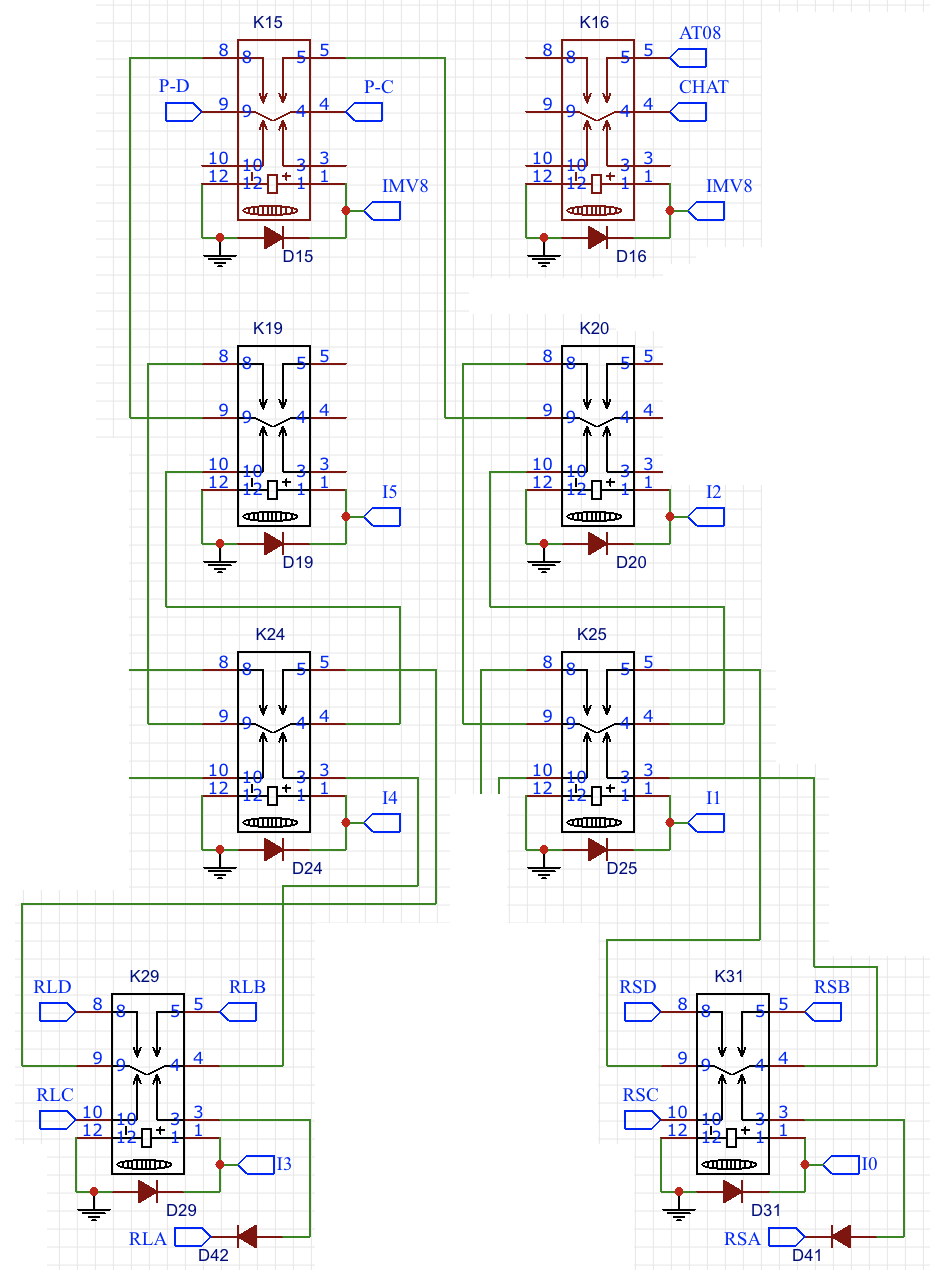 K15 K16
AT08
8 8 5 5 8 8 5 5
P-D P-C CHAT
9 9 4 4 9 9 4 4
10 10 3 3 10 10 3 3
12 12 - + 1 1 12 12 - + 1 1
IMV8 IMV8
D15 D16
K19 K20
8 8 5 5 8 8 5 5
9 9 4 4 9 9 4 4
10 10 3 3 10 10 3 3
12 12 - + 1 1 12 12 - + 1 1
I5 I2
D19 D20
K24 K25
8 8 5 5 8 8 5 5
9 9 4 4 9 9 4 4
10 10 3 3 10 10 3 3
12 12 - + 1 1 12 12 - + 1 1
I4 I1
D24 D25
K29 K31
RLD RLB RSD RSB
8 8 5 5 8 8 5 5
9 9 4 4 9 9 4 4
RLC RSC
10 10 3 3 10 10 3 3
12 12 - + 1 1 12 12 - + 1 1
I3 I0
D29 D31
RLA RSA
D42 D41